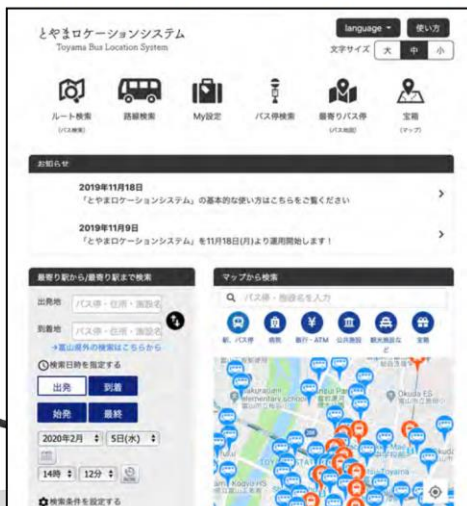 とやまロケーションシステム
Toyama Bus Location System
language
使い方
文字サイズ 大 中 小
ルート検索
(バス検索)
路線検索
My設定
バス停検索
最寄りバス停
(バス地図)
宝箱
(マップ)
お知らせ
2019年11月18日
「とやまロケーションシステム」の基本的な使い方はこちらをご覧ください
2019年11月9日
「とやまロケーションシステム」を11月18日(月)より運用開始します!
最寄り駅から/最寄り駅まで検索
出発地 バス停・住所・施設名
到着地 バス停・住所・施設名
→富山県外の検索はこちらから
検索日時を指定する
出発 到着
始発 最終
2020年2月 5日(水)
14時 12分
NOW
検索条件を設定する
マップから検索
バス停・施設名を入力
駅、バス停
病院
銀行・ATM
公共施設
観光施設など
宝箱
Sakuradani
elementary school
Okuda ES